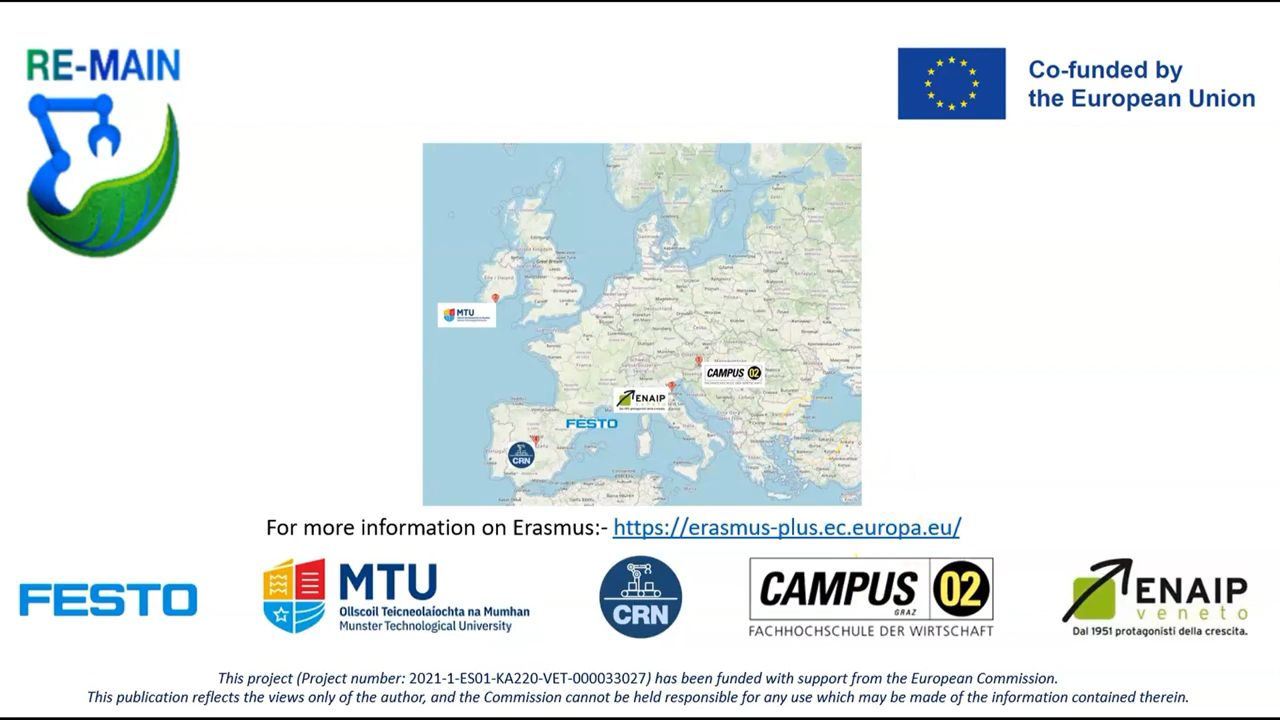 RE-MAIN
Co-funded by
the European Union
MTU
CAMPUS 02
ENAIP
FESTO
CRN
For more information on Erasmus:- https://erasmus-plus.ec.europa.eu/
FESTO
MTU
Ollscoil Teicneolaíochta na Mumhan
Munster Technological University
CRN
CAMPUS 02
GRAZ
FACHHOCHSCHULE DER WIRTSCHAFT
ENAIP
veneto
Dal 1951 protagonisti della crescita.
This project (Project number: 2021-1-ES01-KA220-VET-000033027) has been funded with support from the European Commission.
This publication reflects the views only of the author, and the Commission cannot be held responsible for any use which may be made of the information contained therein.